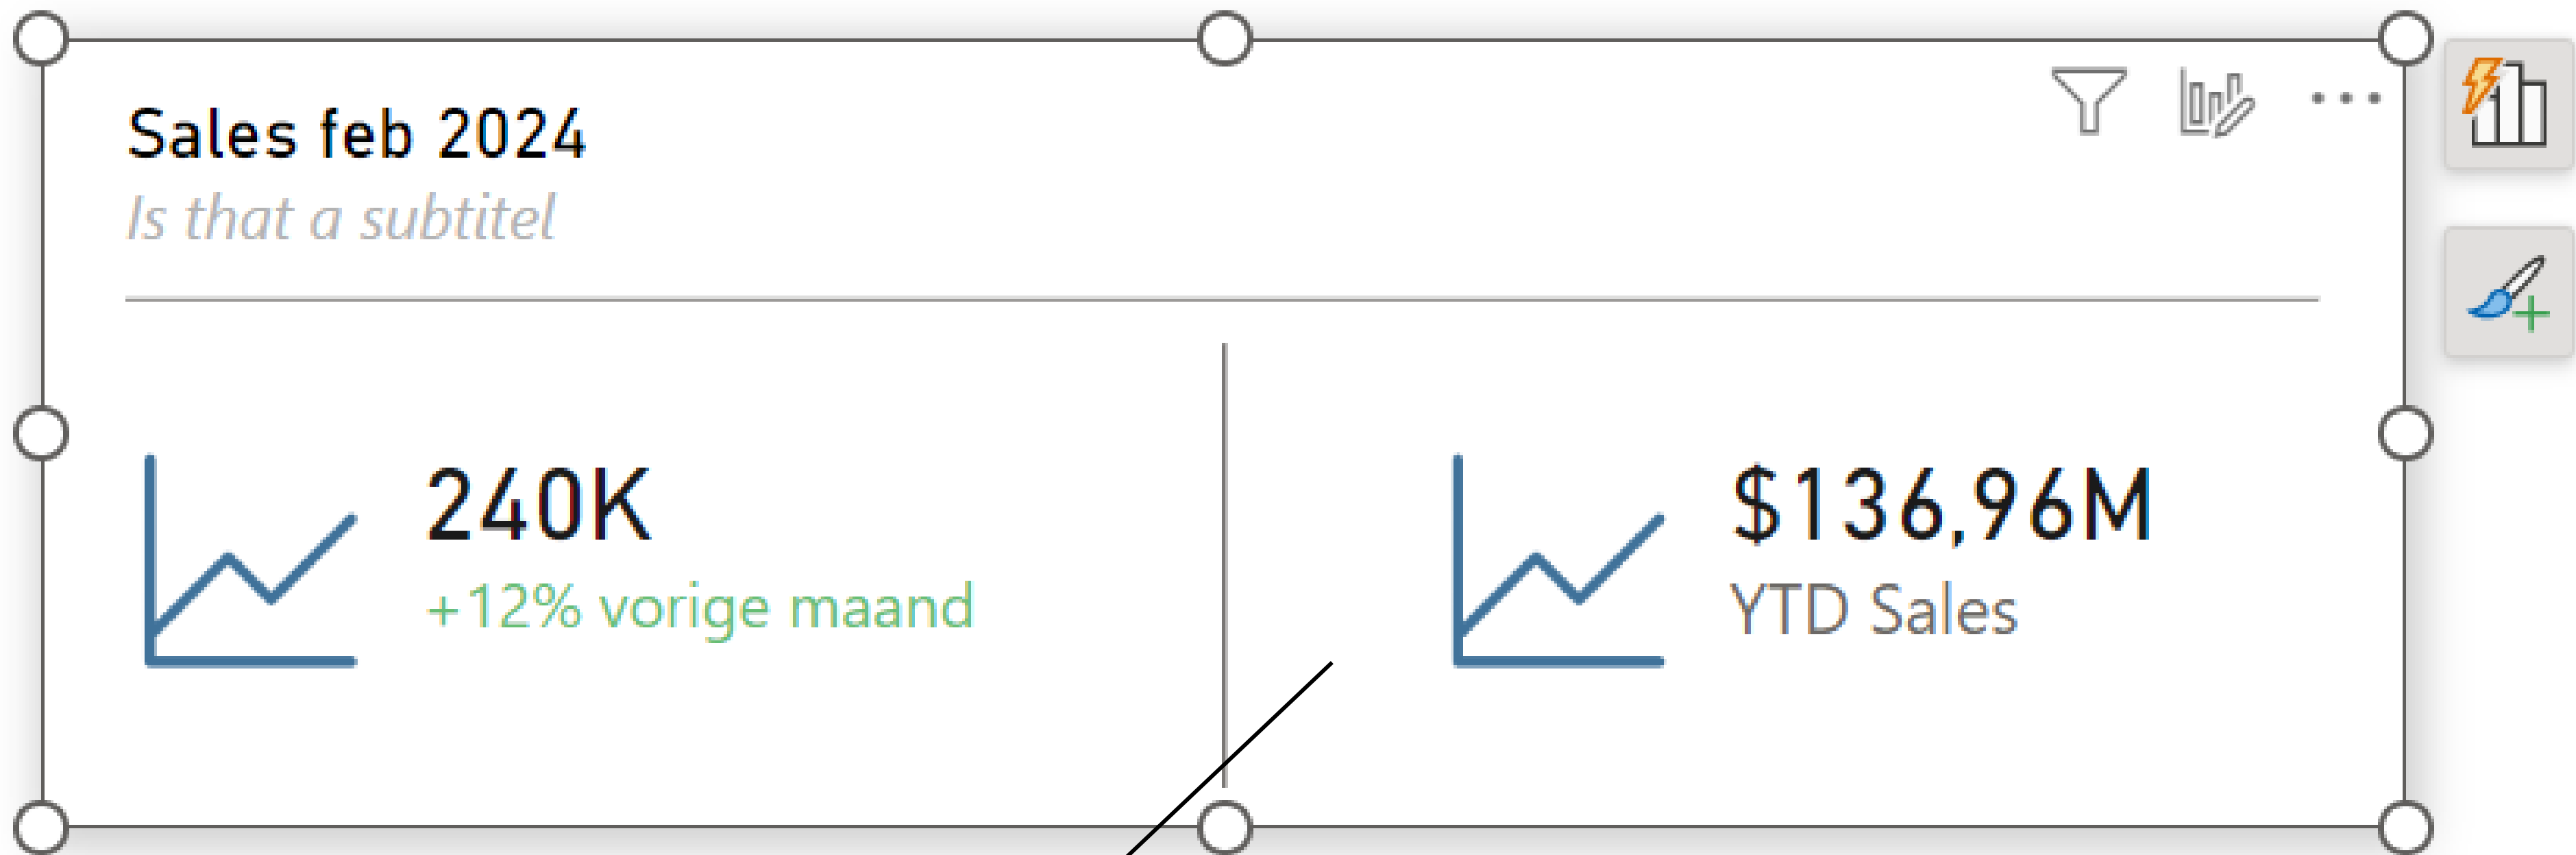 Sales feb 2024
Is that a subtitel
240K
+12% vorige maand
$136,96M
YTD Sales